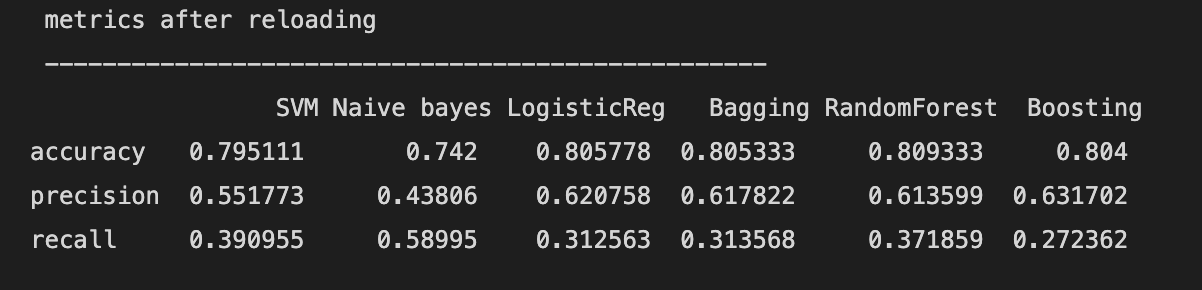 metrics after reloading
--------------------------------------------------
SVM Naive bayes LogisticReg Bagging RandomForest Boosting
accuracy 0.795111 0.742 0.805778 0.805333 0.809333 0.804
precision 0.551773 0.43806 0.620758 0.617822 0.613599 0.631702
recall 0.390955 0.58995 0.312563 0.313568 0.371859 0.272362